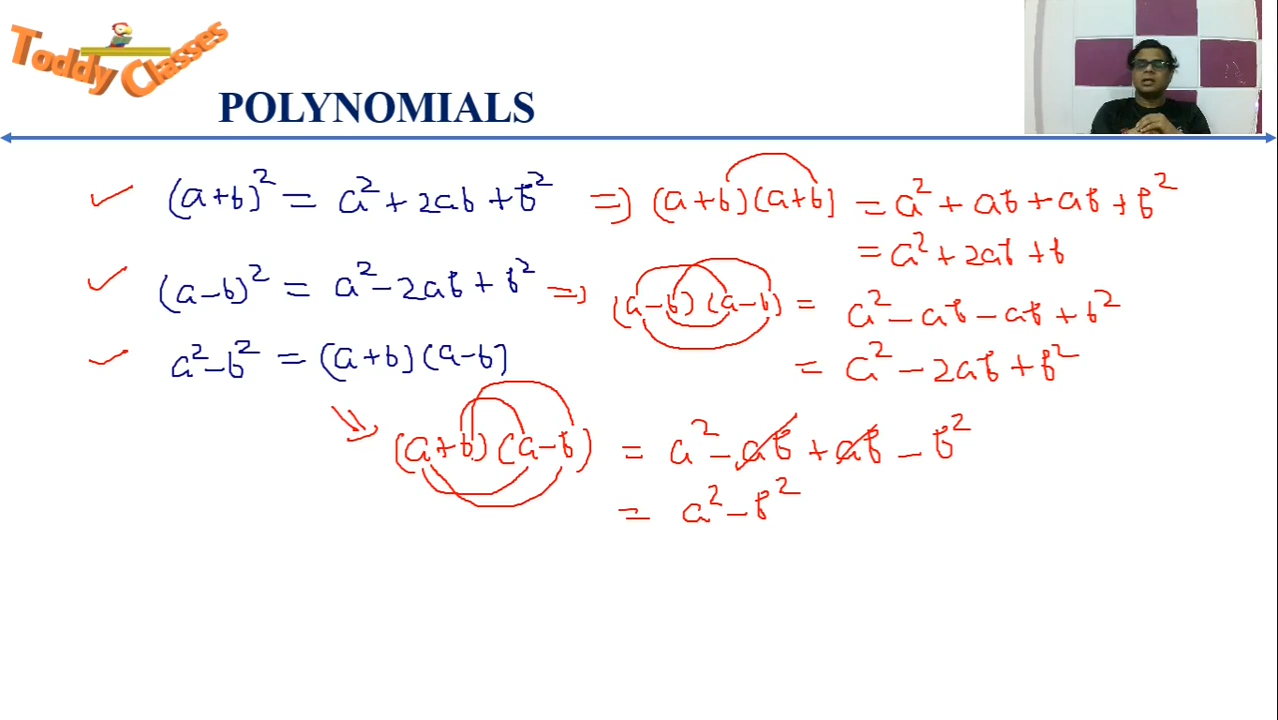 Toddy Classes
POLYNOMIALS
(a+b)² = a² + 2ab + b² ⇒ (a+b)(a+b) = a² + ab + ab + b²
= a² + 2ab + b
(a-b)² = a² - 2ab + b² ⇒ (a-b)(a-b) = a² - ab - ab + b²
= a² - 2ab + b²
a² - b² = (a+b)(a-b)
(a+b)(a-b) = a² - ab + ab - b²
= a² - b²